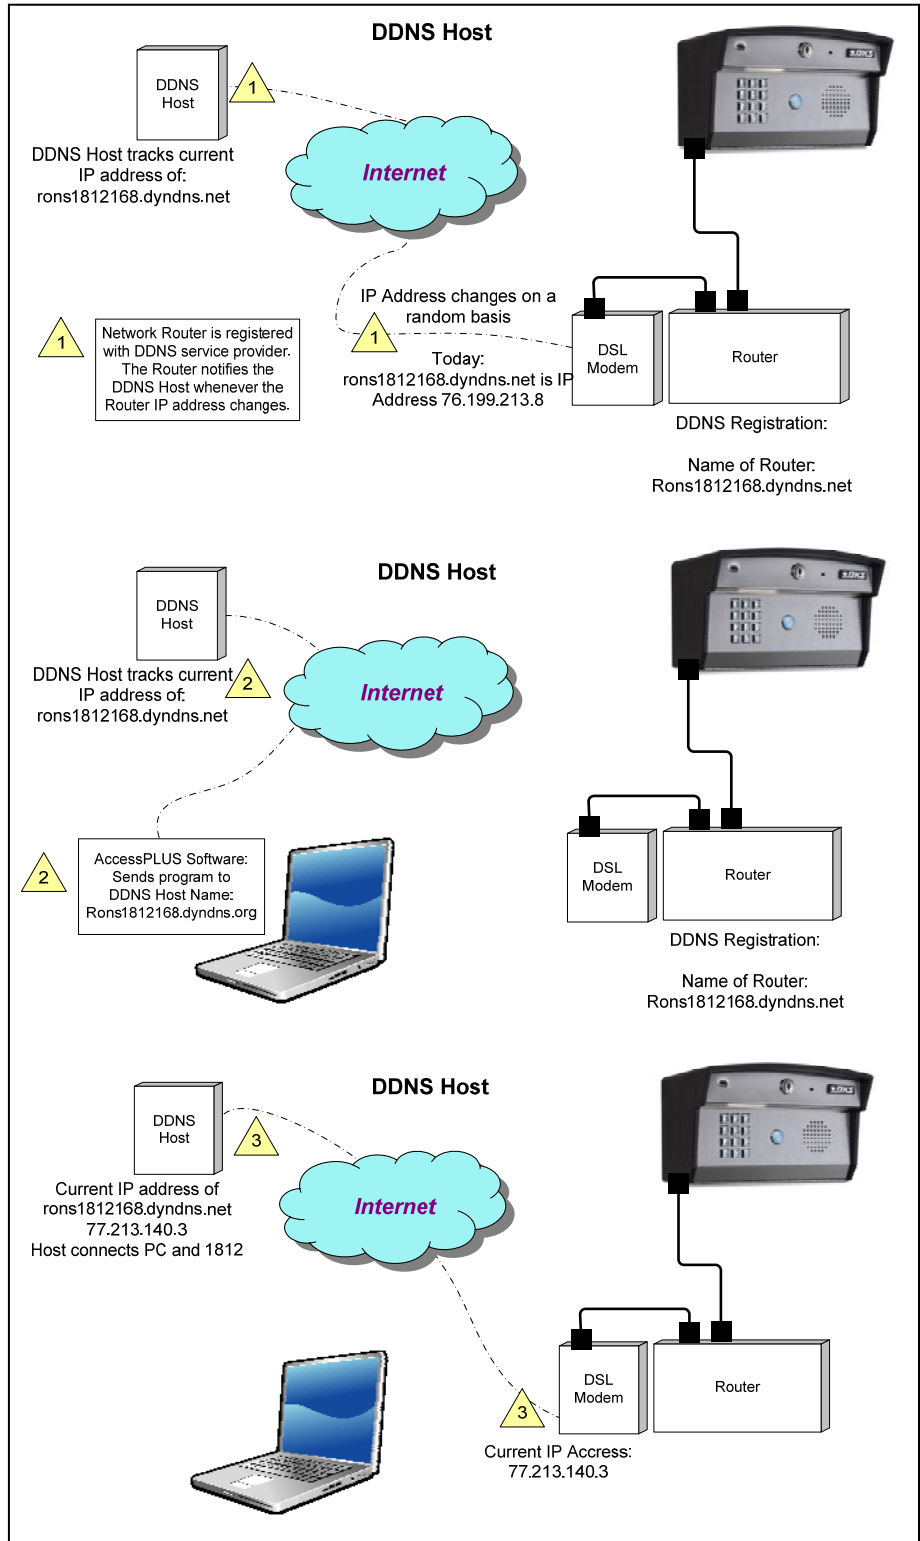 DDNS Host
DDNS
Host
1
DKS
DDNS Host tracks current
IP address of:
rons1812168.dyndns.net
Internet
IP Address changes on a
random basis
1
Today:
rons1812168.dyndns.net is IP
Address 76.199.213.8
1
Network Router is registered
with DDNS service provider.
The Router notifies the
DDNS Host whenever the
Router IP address changes.
DSL
Modem
Router
DDNS Registration:
Name of Router:
Rons1812168.dyndns.net
DDNS Host
DDNS
Host
DKS
DDNS Host tracks current
IP address of:
rons1812168.dyndns.net
2
Internet
2
AccessPLUS Software:
Sends program to
DDNS Host Name:
Rons1812168.dyndns.org
DSL
Modem
Router
DDNS Registration:
Name of Router:
Rons1812168.dyndns.net
DDNS Host
DDNS
Host
3
DKS
Current IP address of
rons1812168.dyndns.net
77.213.140.3
Host connects PC and 1812
Internet
DSL
Modem
Router
3
Current IP Accress:
77.213.140.3